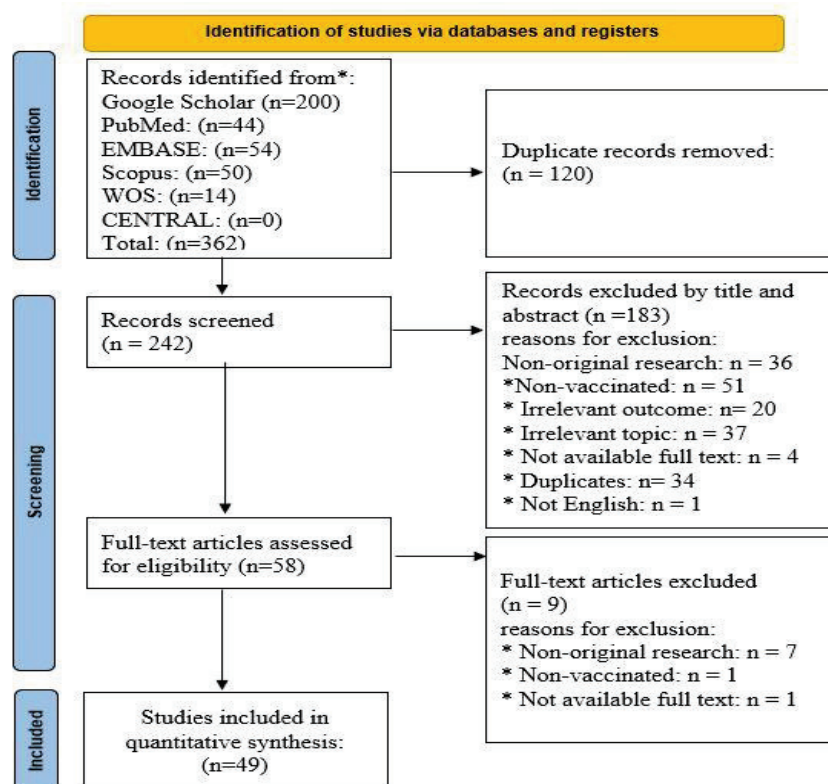 Identification of studies via databases and registers
Identification
Records identified from*:
Google Scholar (n=200)
PubMed: (n=44)
EMBASE: (n=54)
Scopus: (n=50)
WOS: (n=14)
CENTRAL: (n=0)
Total: (n=362)
Duplicate records removed:
(n = 120)
Screening
Records screened
(n = 242)
Records excluded by title and
abstract (n =183)
reasons for exclusion:
Non-original research: n = 36
*Non-vaccinated: n = 51
* Irrelevant outcome: n= 20
* Irrelevant topic: n = 37
* Not available full text: n = 4
* Duplicates: n= 34
* Not English: n = 1
Full-text articles assessed
for eligibility (n=58)
Full-text articles excluded
(n = 9)
reasons for exclusion:
* Non-original research: n = 7
* Non-vaccinated: n = 1
* Not available full text: n = 1
Included
Studies included in
quantitative synthesis:
(n=49)